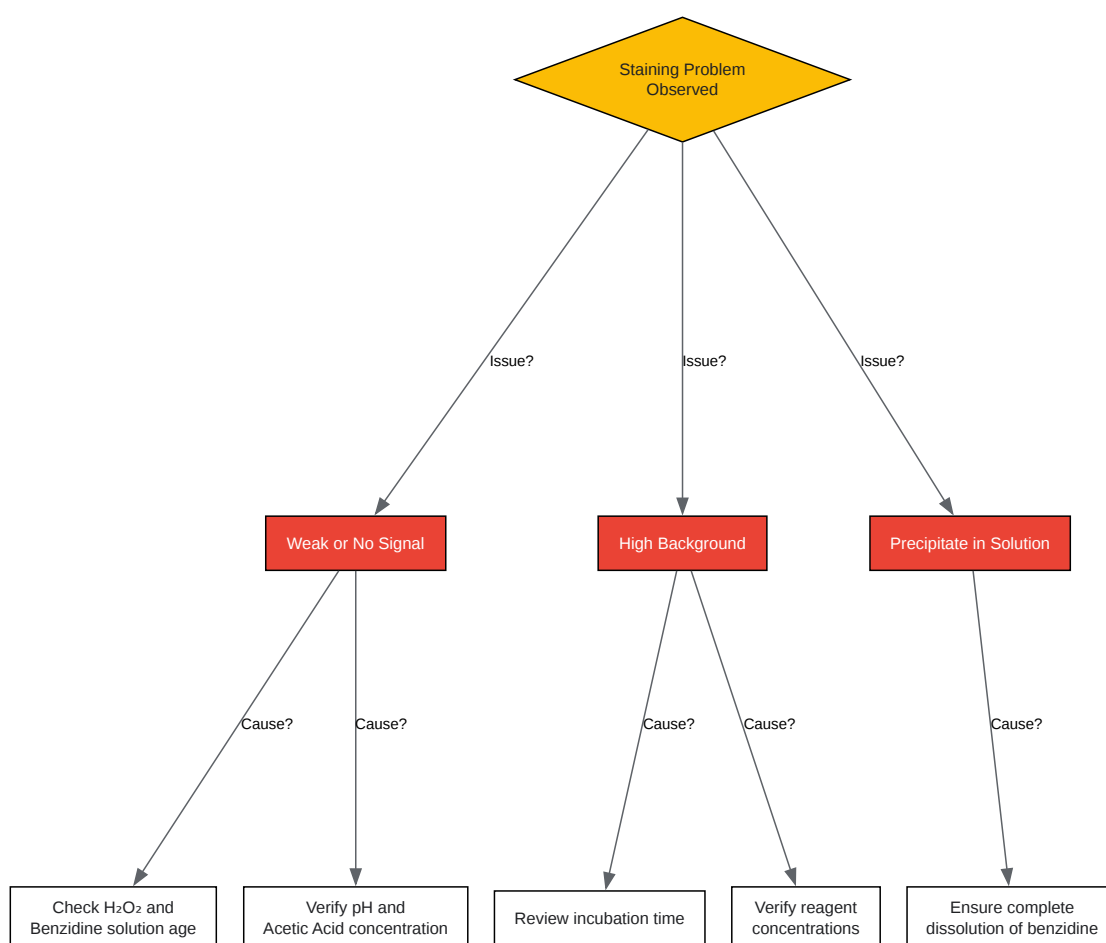 Staining Problem
Observed
Issue?
Issue?
Issue?
Weak or No Signal
High Background
Precipitate in Solution
Cause?
Cause?
Cause?
Cause?
Cause?
Check H₂O₂ and
Benzidine solution age
Verify pH and
Acetic Acid concentration
Review incubation time
Verify reagent
concentrations
Ensure complete
dissolution of benzidine